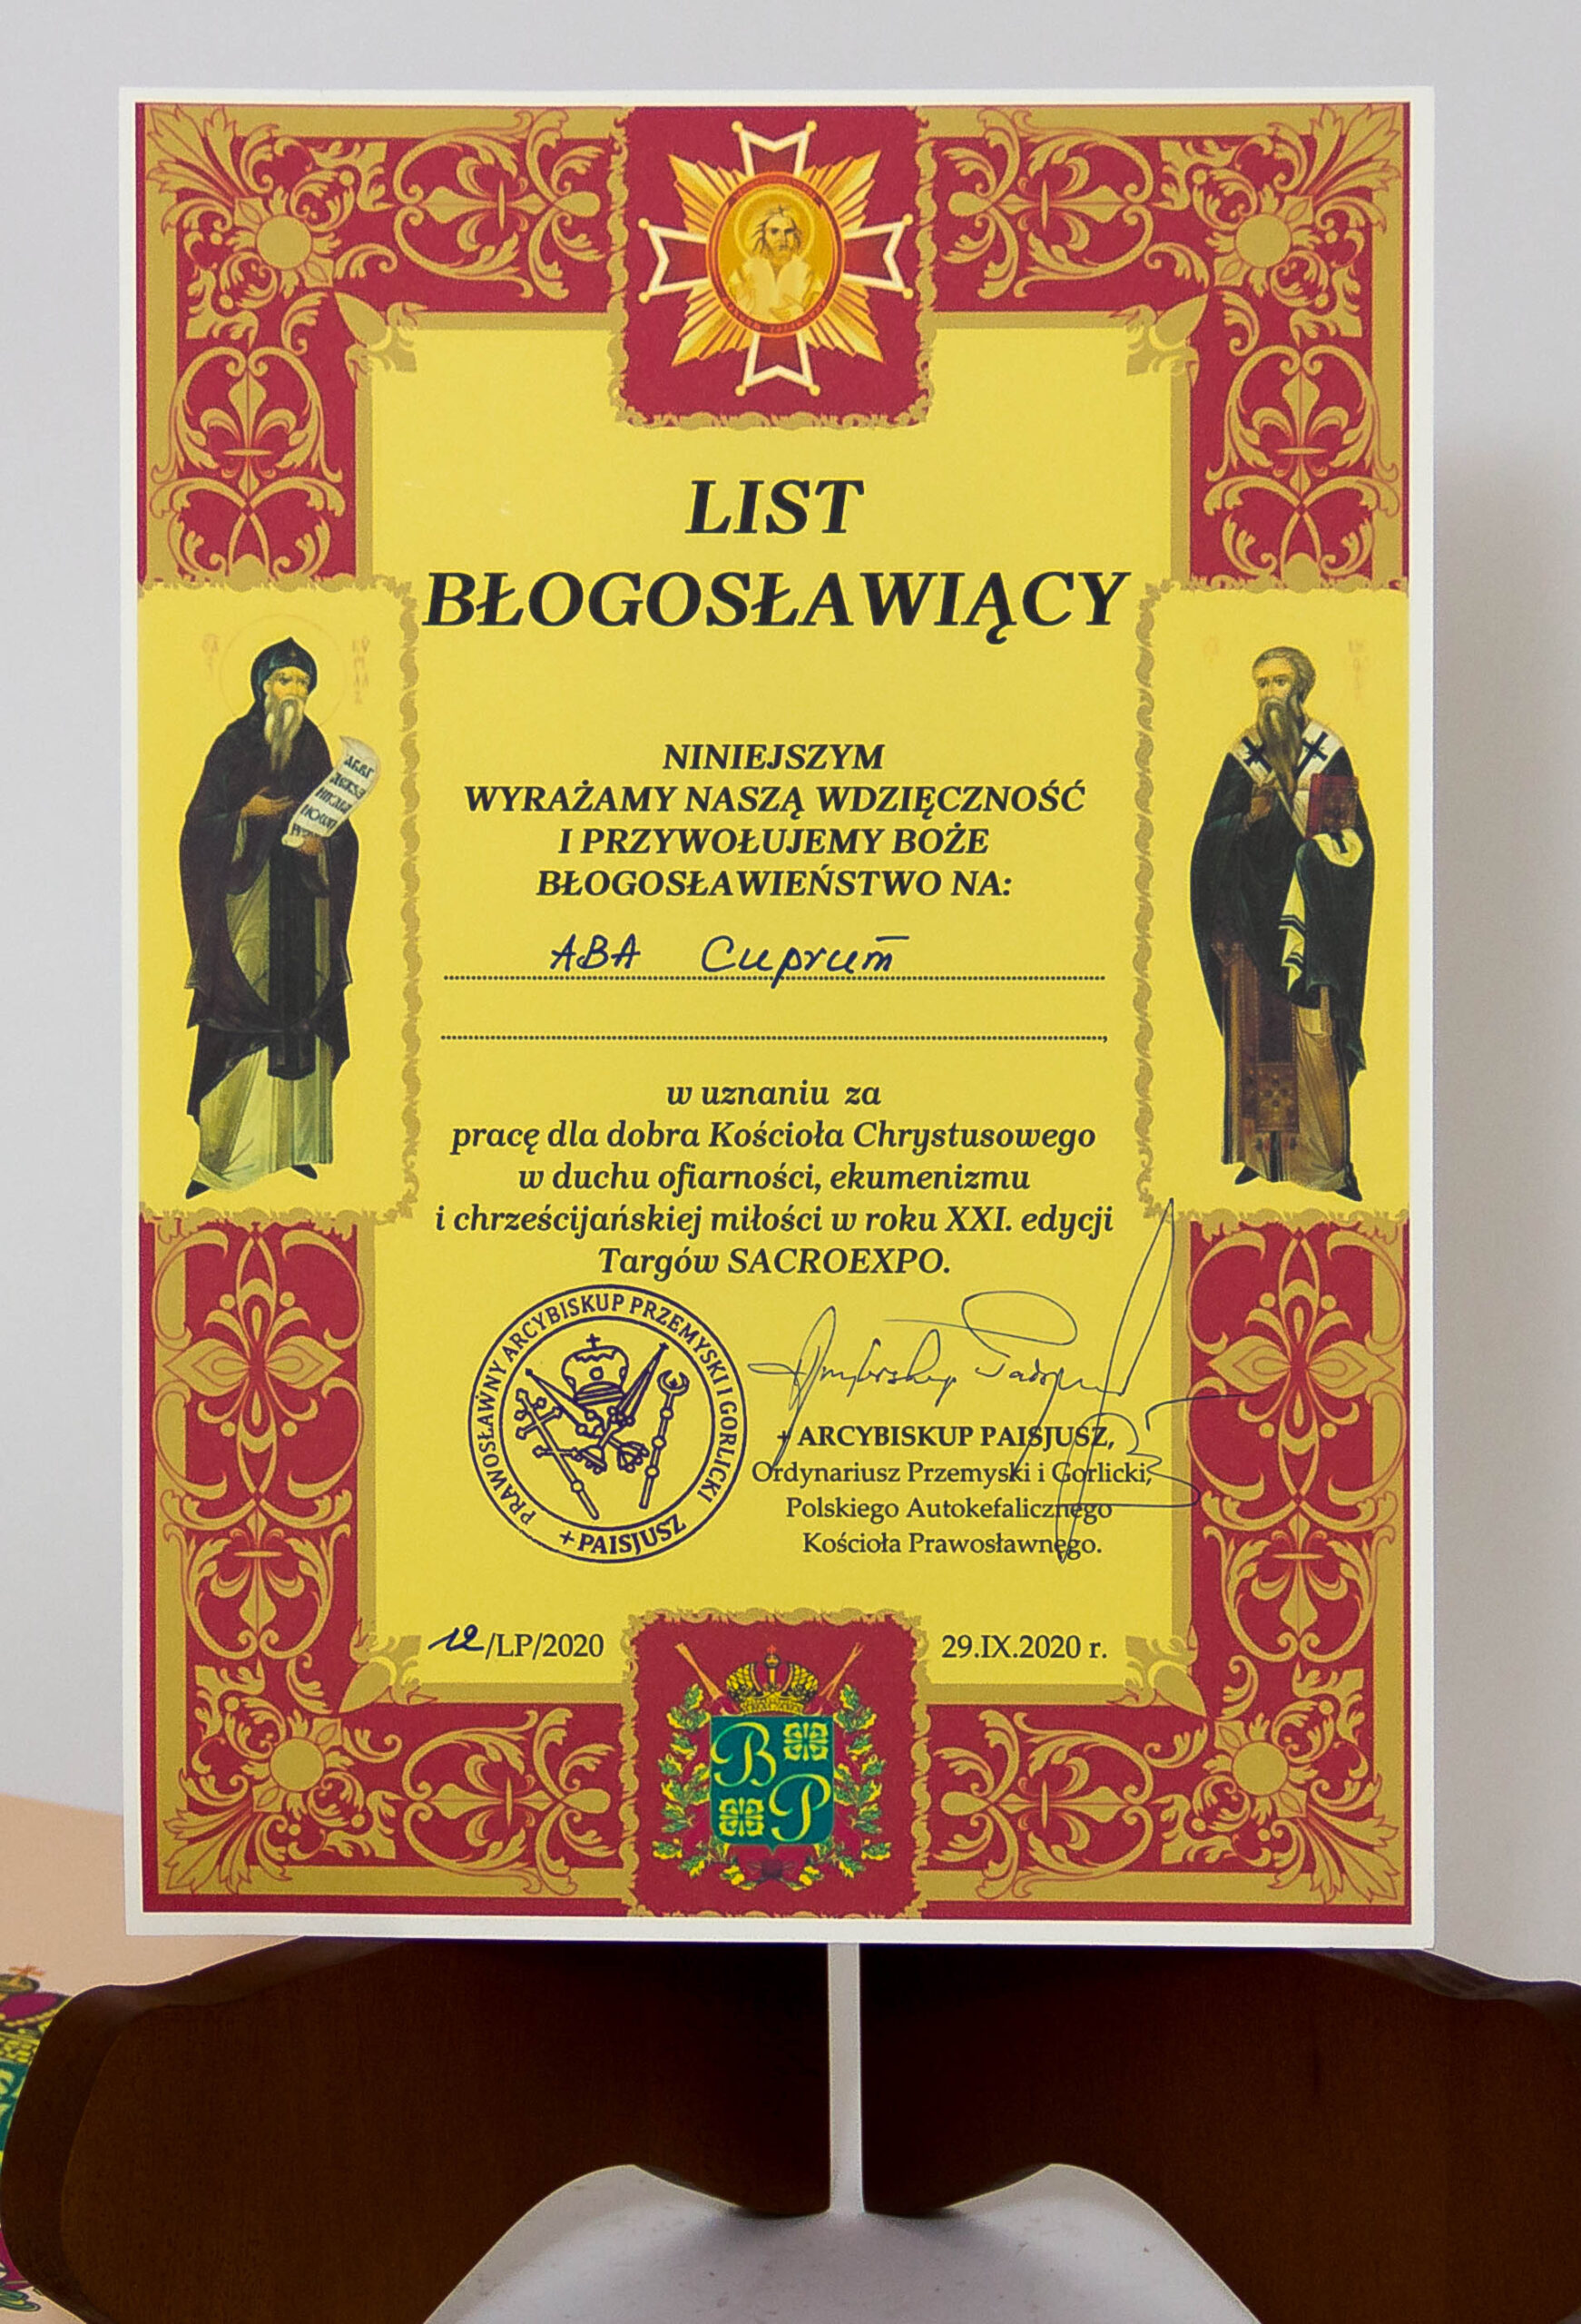 LIST
BŁOGOSŁAWIĄCY
NINIEJSZYM
WYRAŻAMY NASZĄ WDZIĘCZNOŚĆ
I PRZYWOŁUJEMY BOŻE
BŁOGOSŁAWIEŃSTWO NA:
ABA Cuprum
w uznaniu za
pracę dla dobra Kościoła Chrystusowego
w duchu ofiarności, ekumenizmu
i chrześcijańskiej miłości w roku XXI. edycji
Targów SACROEXPO.
PRAWOSŁAWNY ARCYBISKUP PRZEMYSKI I GORLICKI
+ PAISJUSZ
+ ARCYBISKUP PAISJUSZ,
Ordynariusz Przemyski i Gorlicki,
Polskiego Autokefalicznego
Kościoła Prawosławnego.
12/LP/2020
29.IX.2020 r.
B
P